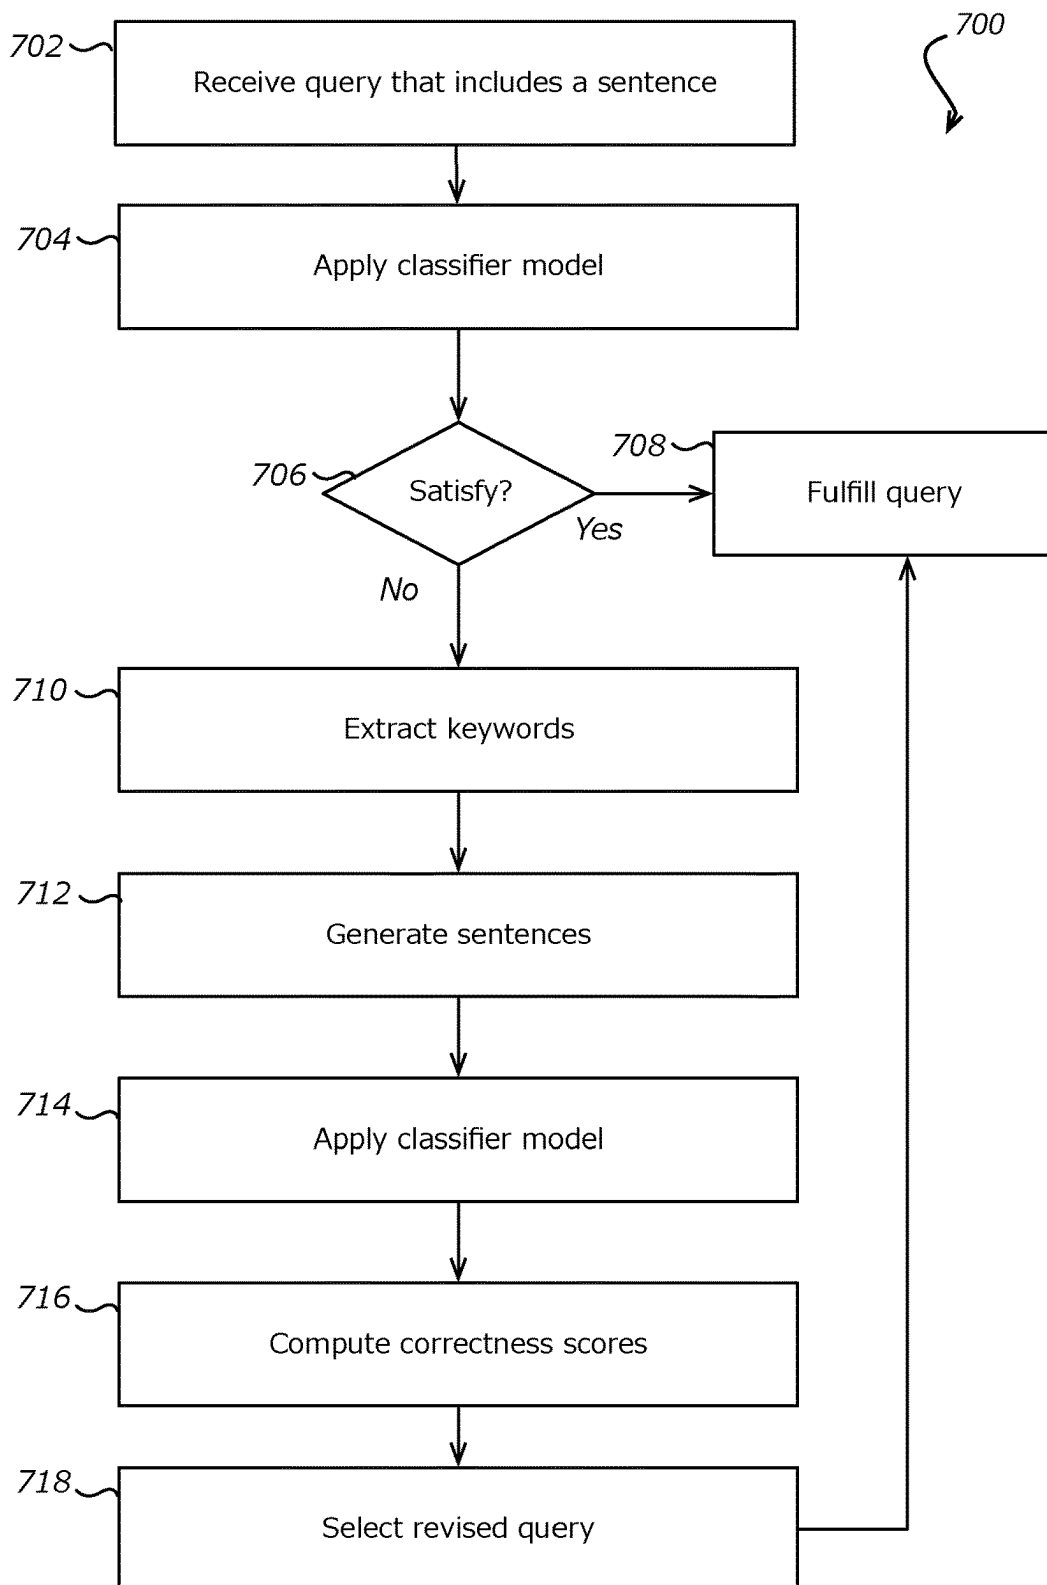 700
702
Receive query that includes a sentence
704
Apply classifier model
706
Satisfy?
Yes
No
708
Fulfill query
710
Extract keywords
712
Generate sentences
714
Apply classifier model
716
Compute correctness scores
718
Select revised query